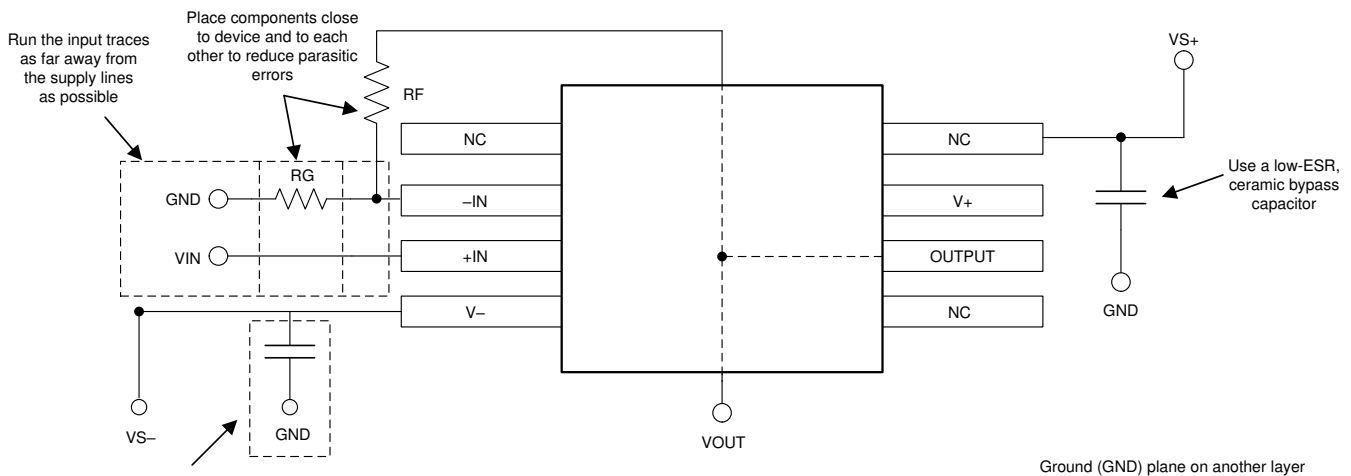 Place components close
to device and to each
other to reduce parasitic
errors
Run the input traces
as far away from
the supply lines
as possible
RF
VS+
NC
NC
RG
Use a low-ESR,
ceramic bypass
capacitor
GND
–IN
V+
VIN
+IN
OUTPUT
V–
NC
GND
VS–
GND
VOUT
Ground (GND) plane on another layer